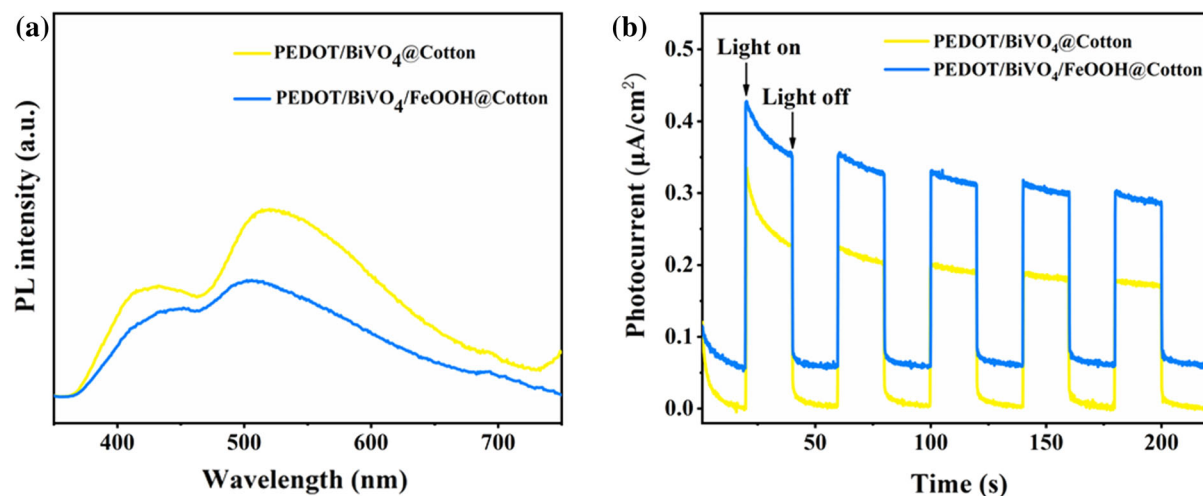 (a)
PEDOT/BiVO4@Cotton
PEDOT/BiVO4/FeOOH@Cotton
PL intensity (a.u.)
400 500 600 700
Wavelength (nm)
(b)
PEDOT/BiVO4@Cotton
PEDOT/BiVO4/FeOOH@Cotton
Light on
Light off
Photocurrent (μA/cm2)
0.5
0.4
0.3
0.2
0.1
0.0
50 100 150 200
Time (s)